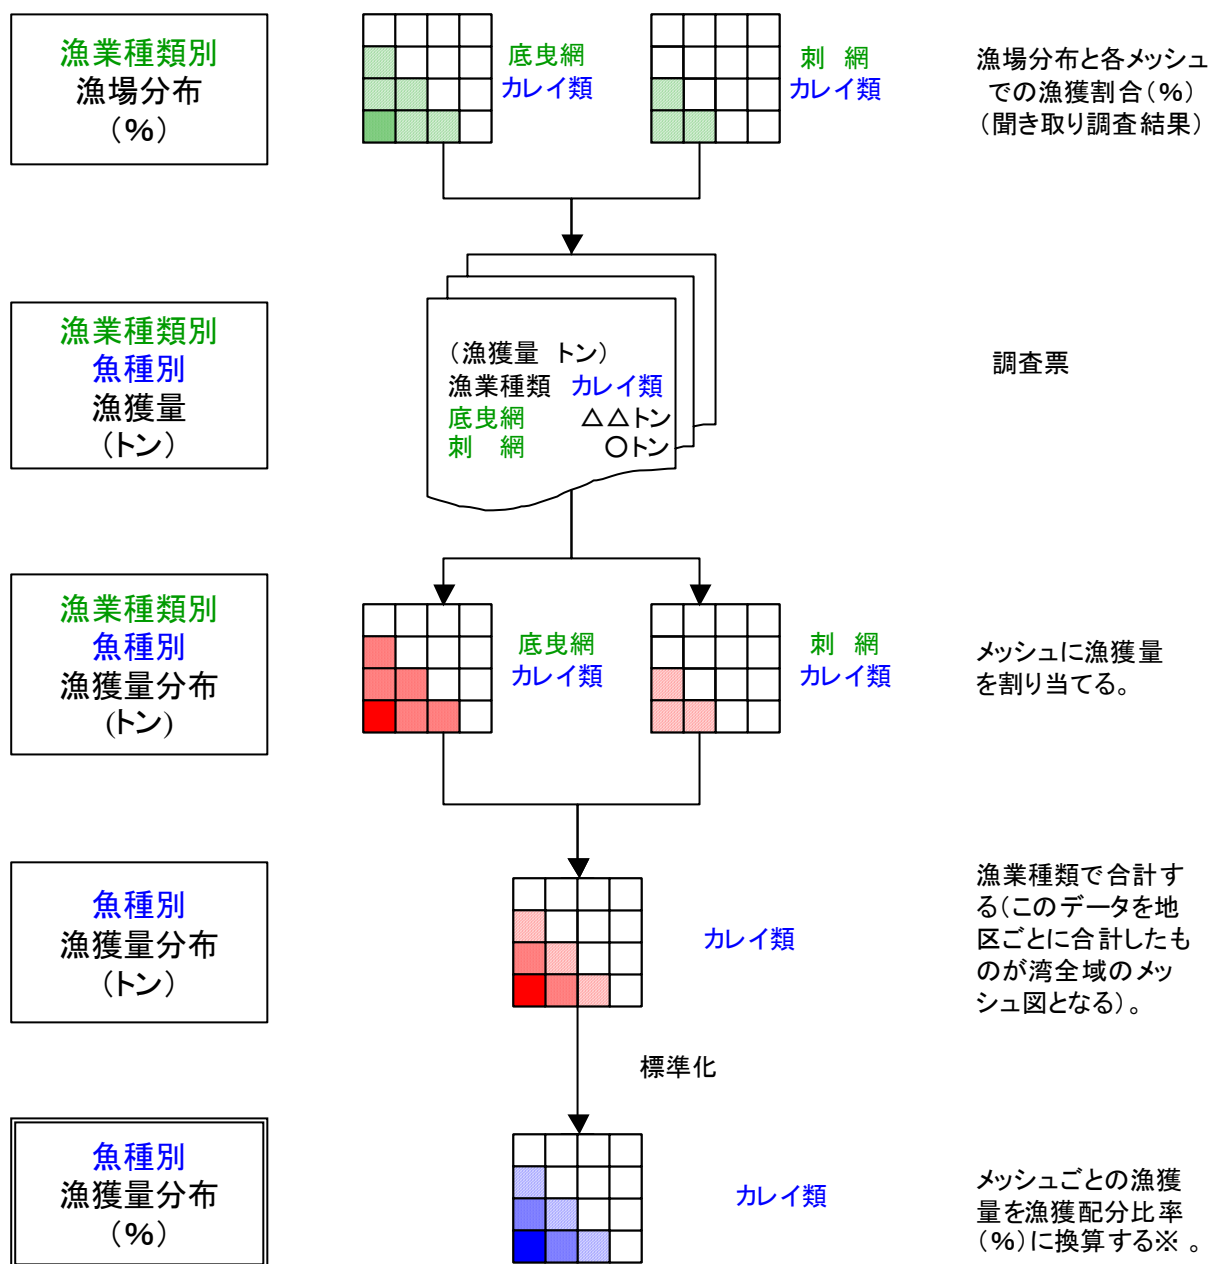 漁業種類別
漁場分布
（%）
底曳網
カレイ類
刺　網
カレイ類
漁場分布と各メッシュ
での漁獲割合（%）
（聞き取り調査結果）
漁業種類別
魚種別
漁獲量
（トン）
（漁獲量　トン）
漁業種類　カレイ類
底曳網　　△△トン
刺　網　　〇トン
調査票
漁業種類別
魚種別
漁獲量分布
（トン）
底曳網
カレイ類
刺　網
カレイ類
メッシュに漁獲量
を割り当てる。
魚種別
漁獲量分布
（トン）
カレイ類
漁業種類で合計す
る（このデータを地
区ごとに合計したも
のが湾全域のメッ
シュ図となる）。
標準化
魚種別
漁獲量分布
（%）
カレイ類
メッシュごとの漁獲
量を漁獲配分比率
（%）に換算する※ 。